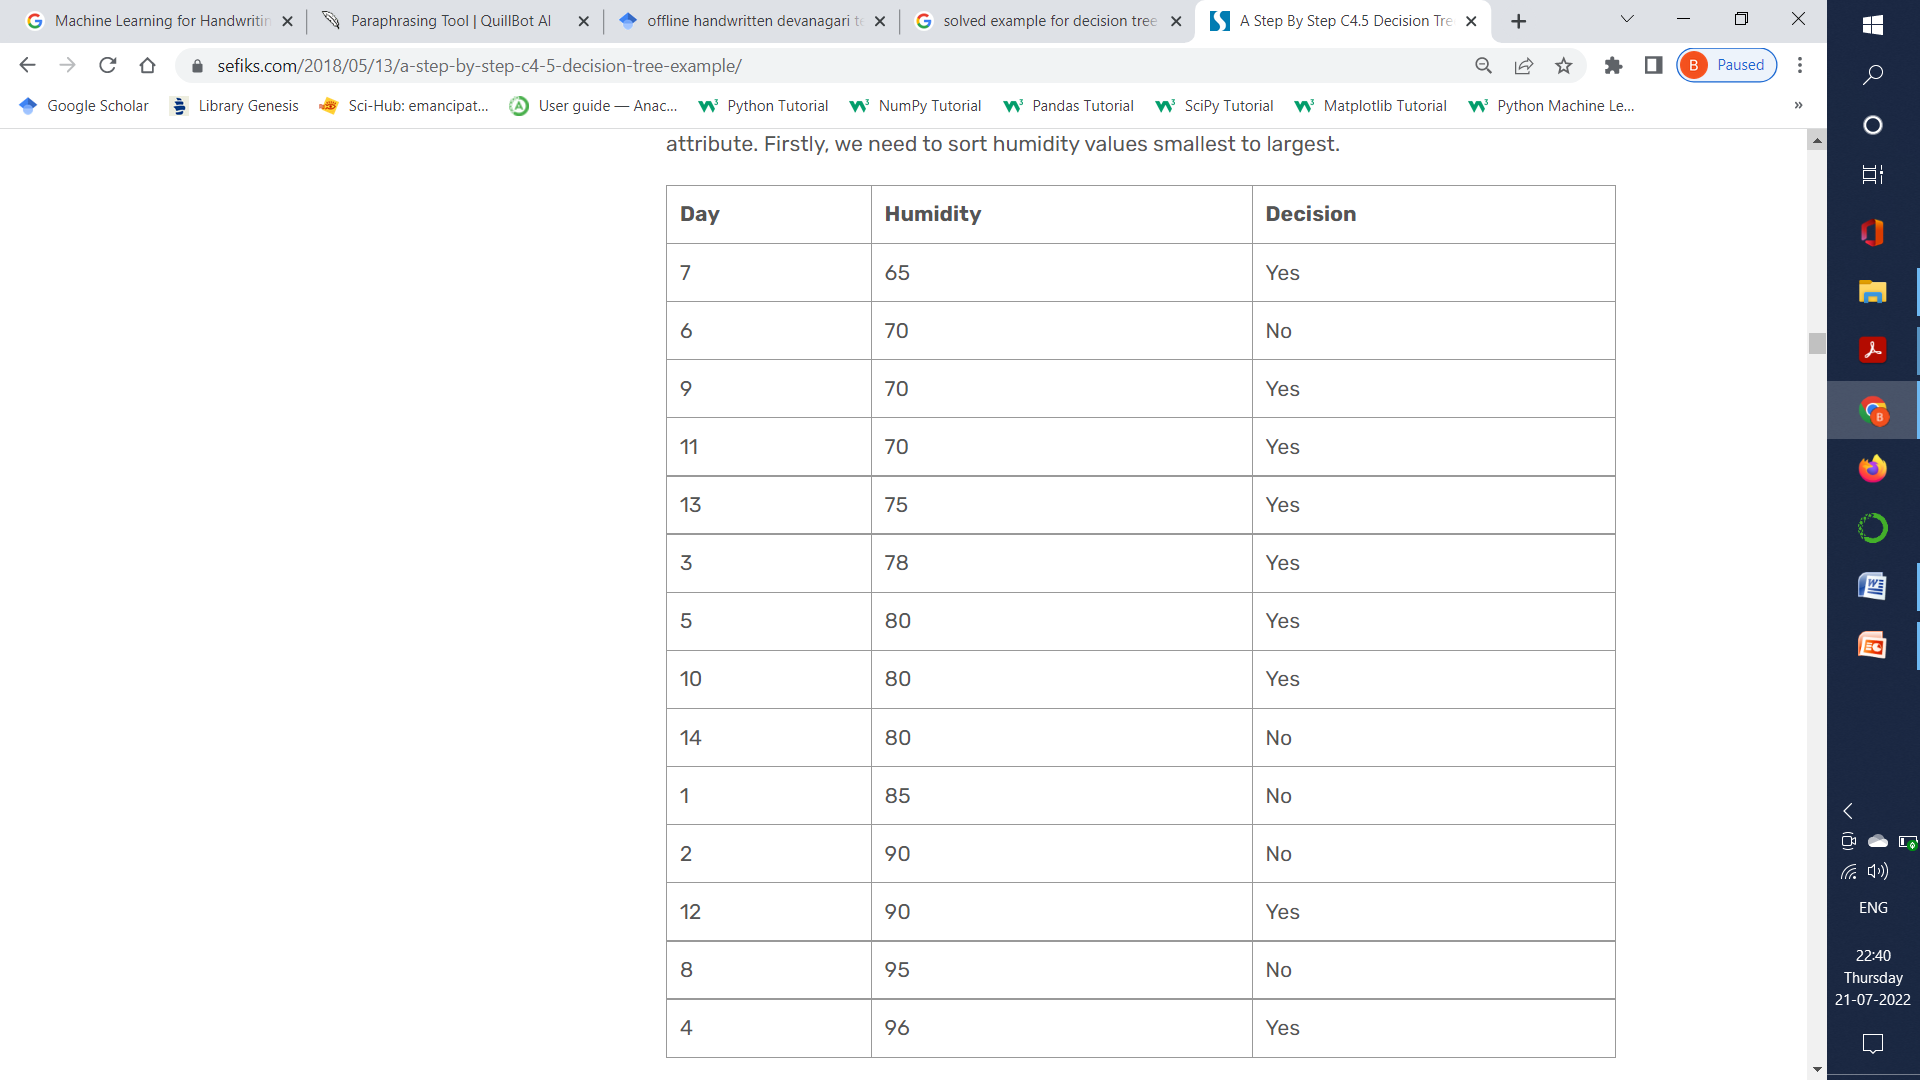 Machine Learning for Handwritin
Paraphrasing Tool | QuillBot AI
offline handwritten devanagari te
solved example for decision tree
A Step By Step C4.5 Decision Tre
sefiks.com/2018/05/13/a-step-by-step-c4-5-decision-tree-example/
B Paused
Google Scholar
Library Genesis
Sci-Hub: emancipat...
User guide — Anac...
Python Tutorial
NumPy Tutorial
Pandas Tutorial
SciPy Tutorial
Matplotlib Tutorial
Python Machine Le...
»
attribute. Firstly, we need to sort humidity values smallest to largest.
Day Humidity Decision
7 65 Yes
6 70 No
9 70 Yes
11 70 Yes
13 75 Yes
3 78 Yes
5 80 Yes
10 80 Yes
14 80 No
1 85 No
2 90 No
12 90 Yes
8 95 No
4 96 Yes
ENG
22:40
Thursday
21-07-2022